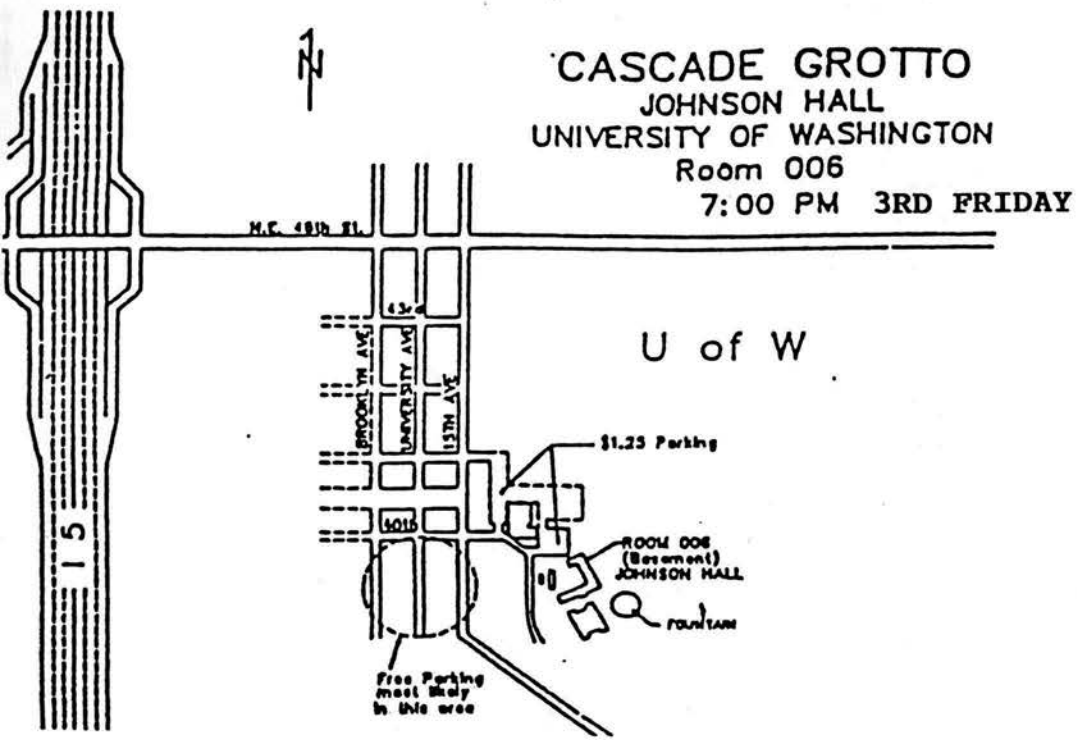 N
CASCADE GROTTO
JOHNSON HALL
UNIVERSITY OF WASHINGTON
Room 006
7:00 PM 3RD FRIDAY
N.E. 45th St.
43rd
U of W
BROOKLYN AVE
UNIVERSITY AVE
15TH AVE
$1.25 Parking
I 5
40th
ROOM 006
(Basement)
JOHNSON HALL
FOUNTAIN
Free Parking
most likely
in this area